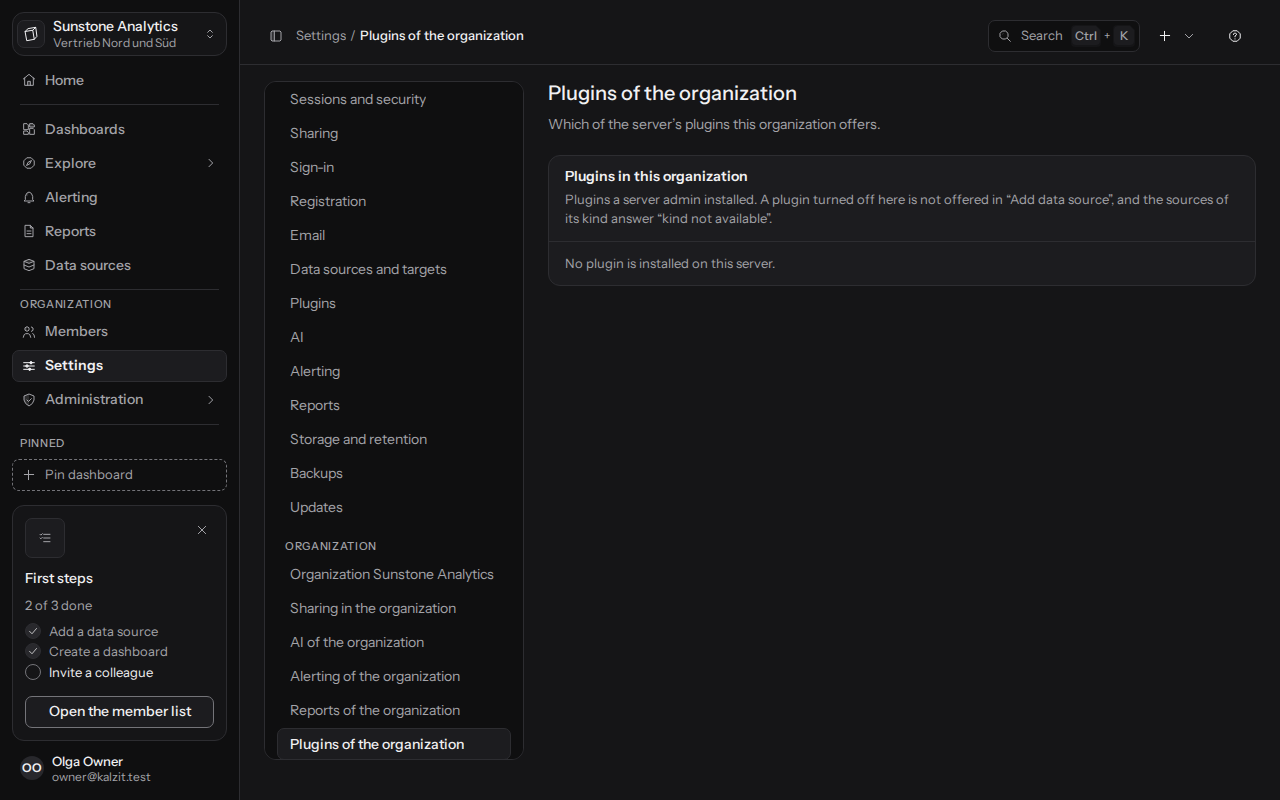 Sunstone Analytics
Vertrieb Nord und Süd
Home
Dashboards
Explore
Alerting
Reports
Data sources
ORGANIZATION
Members
Settings
Administration
PINNED
Pin dashboard
First steps
2 of 3 done
Add a data source
Create a dashboard
Invite a colleague
Open the member list
OO
Olga Owner
owner@kalzit.test
Settings / Plugins of the organization
Search Ctrl + K
Sessions and security
Sharing
Sign-in
Registration
Email
Data sources and targets
Plugins
AI
Alerting
Reports
Storage and retention
Backups
Updates
ORGANIZATION
Organization Sunstone Analytics
Sharing in the organization
AI of the organization
Alerting of the organization
Reports of the organization
Plugins of the organization
Plugins of the organization
Which of the server’s plugins this organization offers.
Plugins in this organization
Plugins a server admin installed. A plugin turned off here is not offered in “Add data source”, and the sources of
its kind answer “kind not available”.
No plugin is installed on this server.